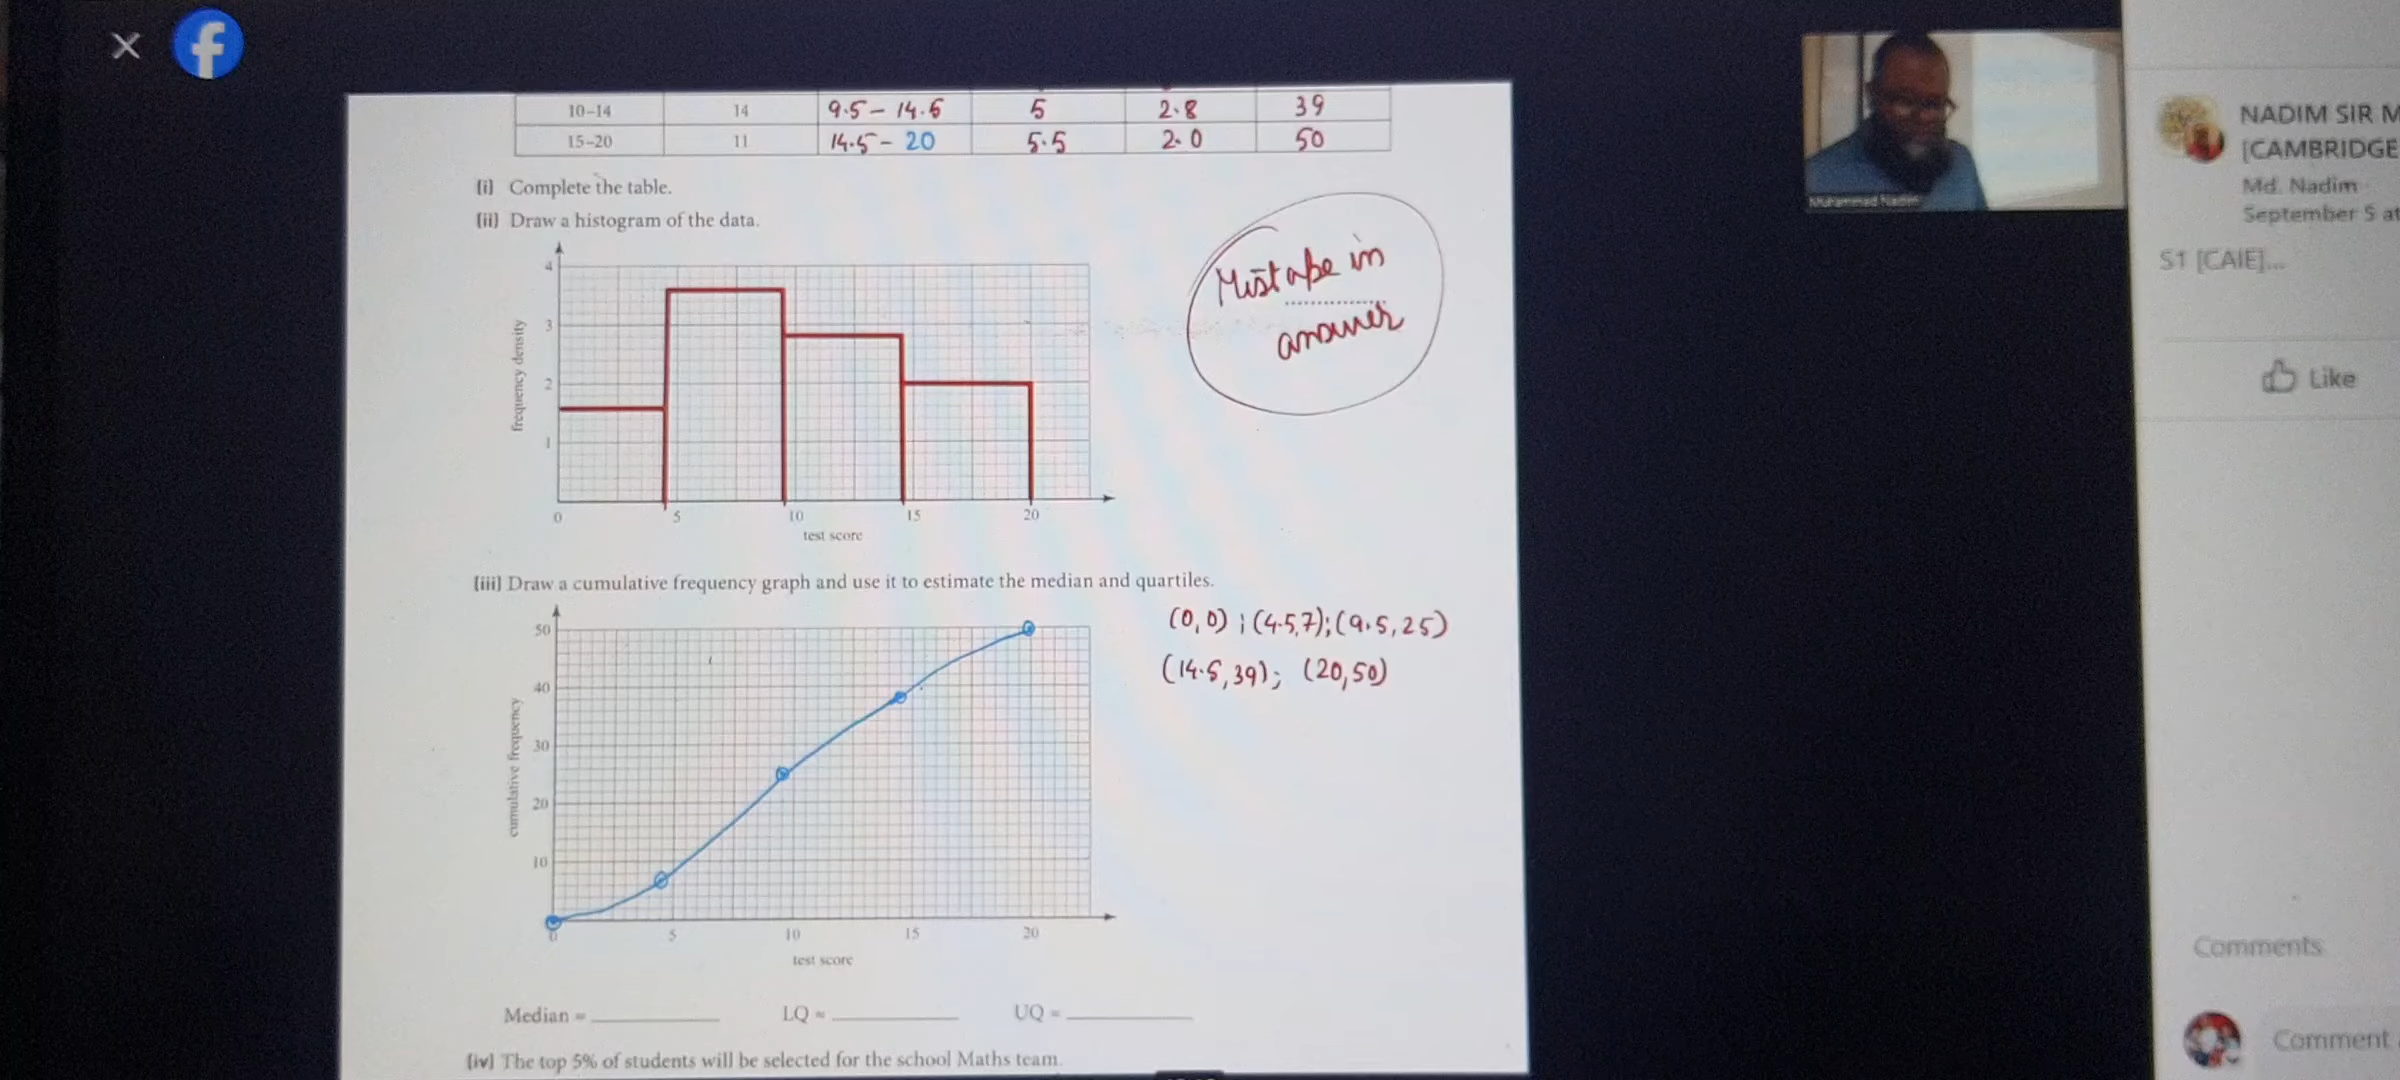 10-14 14 9.5 - 14.5 5 2.8 39
15-20 11 14.5 - 20 5.5 2.0 50
(i) Complete the table.
(ii) Draw a histogram of the data.
Mistake in
answer
frequency density
4
3
2
1
0 5 10 15 20
test score
(iii) Draw a cumulative frequency graph and use it to estimate the median and quartiles.
(0,0) ; (4.5,7); (9.5,25)
(14.5,39); (20,50)
cumulative frequency
50
40
30
20
10
0 5 10 15 20
test score
Median = LQ = UQ =
(iv) The top 5% of students will be selected for the school Maths team.
Muhammad Nadim
NADIM SIR M
[CAMBRIDGE
Md. Nadim
September 5 at
S1 [CAIE]...
Like
Comments
Comment